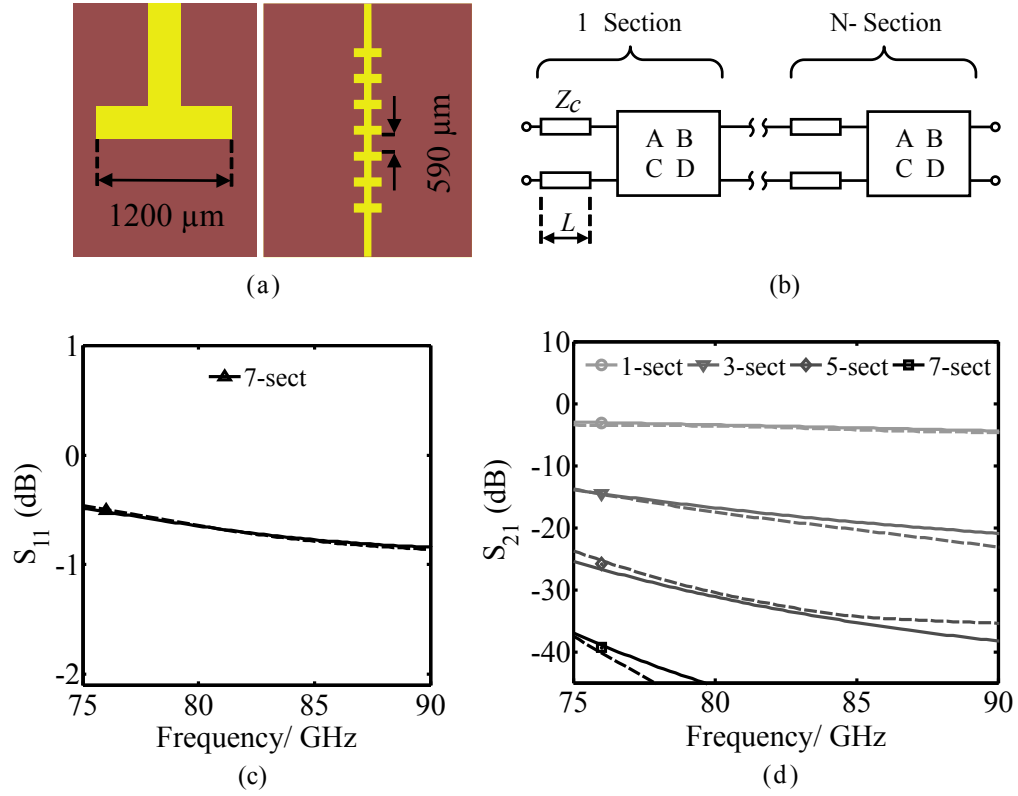 1200 µm
590 µm
(a)
1 Section
N- Section
Z_c
A B
C D
A B
C D
L
(b)
1
0
-1
-2
S₁₁ (dB)
7-sect
75 80 85 90
Frequency/ GHz
(c)
10
0
-10
-20
-30
-40
S₂₁ (dB)
1-sect 3-sect 5-sect 7-sect
75 80 85 90
Frequency/ GHz
(d)